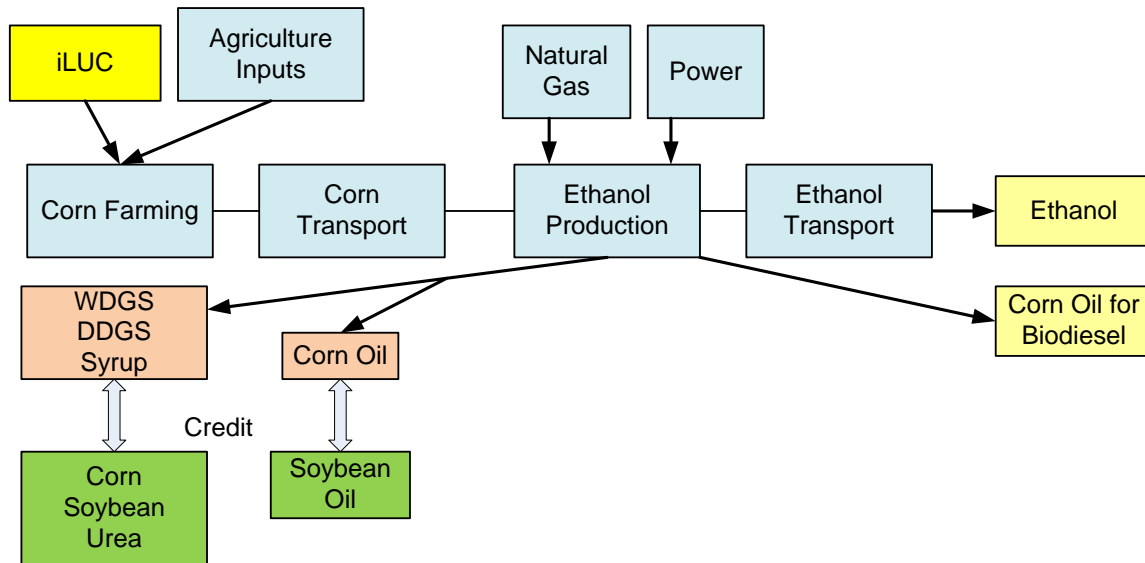 iLUC
Agriculture
Inputs
Natural
Gas
Power
Corn Farming
Corn
Transport
Ethanol
Production
Ethanol
Transport
Ethanol
WDGS
DDGS
Syrup
Corn Oil
Corn Oil for
Biodiesel
Credit
Corn
Soybean
Urea
Soybean
Oil